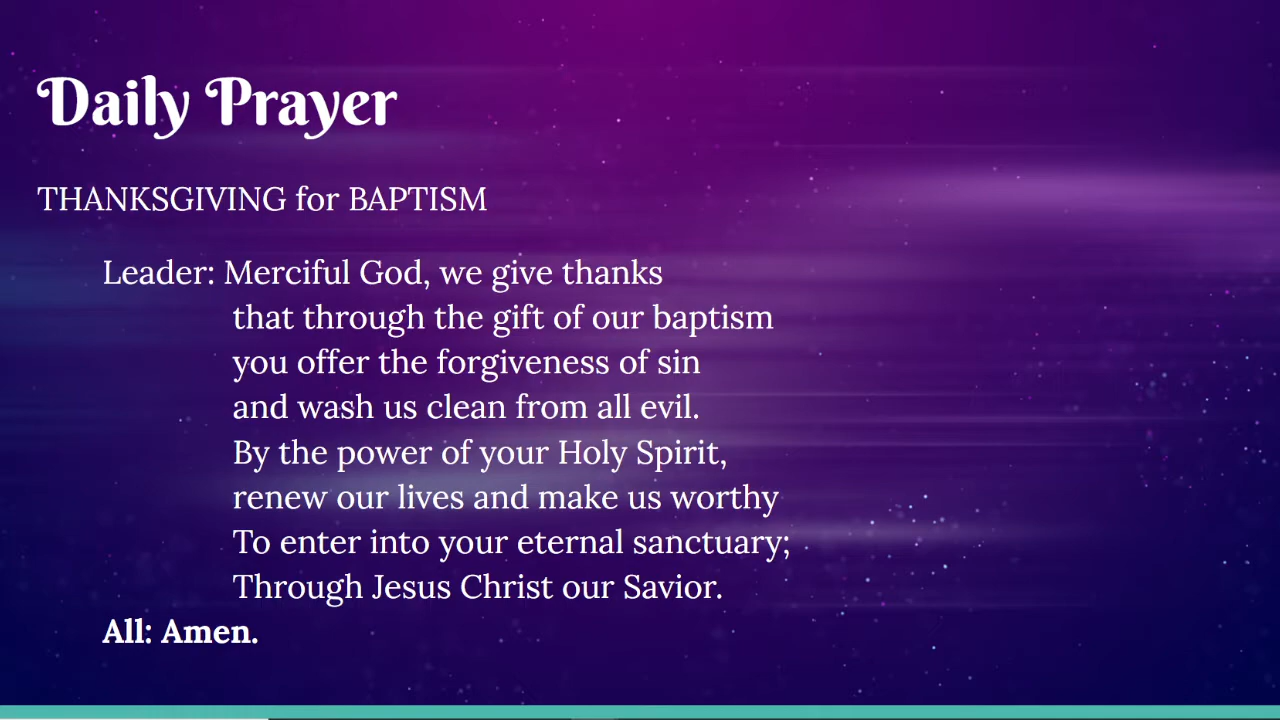 Daily Prayer
THANKSGIVING for BAPTISM
Leader: Merciful God, we give thanks
that through the gift of our baptism
you offer the forgiveness of sin
and wash us clean from all evil.
By the power of your Holy Spirit,
renew our lives and make us worthy
To enter into your eternal sanctuary;
Through Jesus Christ our Savior.
All: Amen.